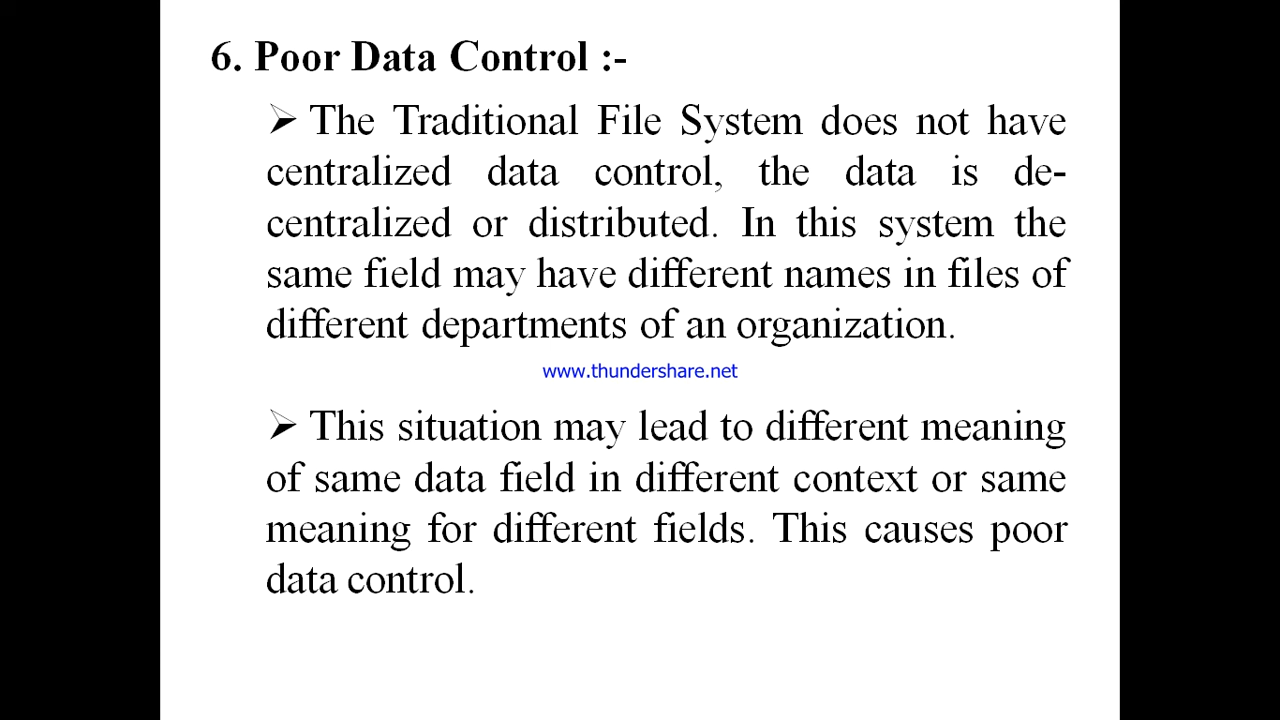 6. Poor Data Control :-
➢ The Traditional File System does not have
centralized data control, the data is de-
centralized or distributed. In this system the
same field may have different names in files of
different departments of an organization.
www.thundershare.net
➢ This situation may lead to different meaning
of same data field in different context or same
meaning for different fields. This causes poor
data control.